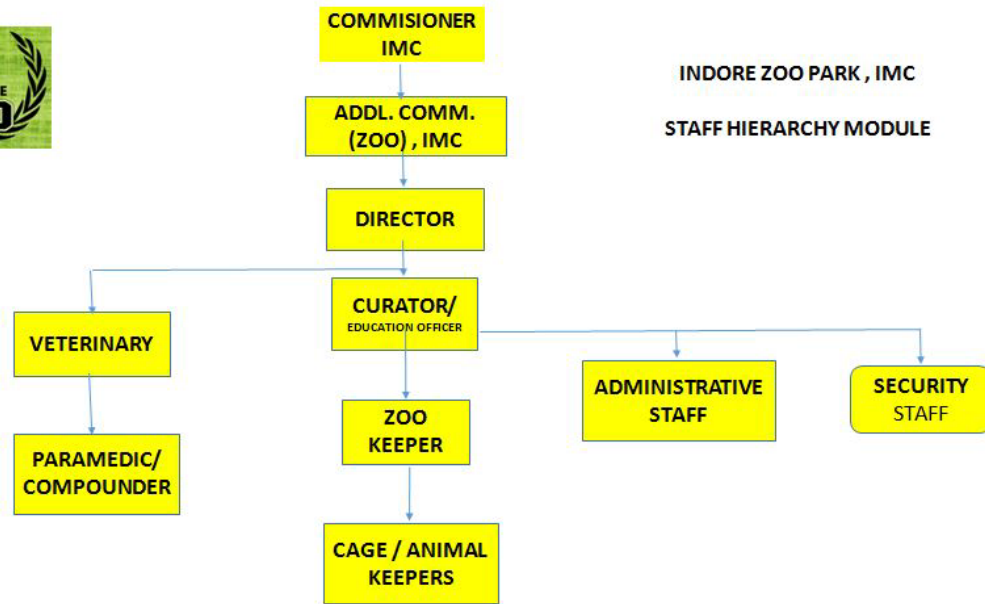 COMMISIONER
IMC
INDORE ZOO PARK , IMC
STAFF HIERARCHY MODULE
ADDL. COMM.
(ZOO) , IMC
DIRECTOR
VETERINARY
CURATOR/
EDUCATION OFFICER
ADMINISTRATIVE
STAFF
SECURITY
STAFF
ZOO
KEEPER
PARAMEDIC/
COMPOUNDER
CAGE / ANIMAL
KEEPERS